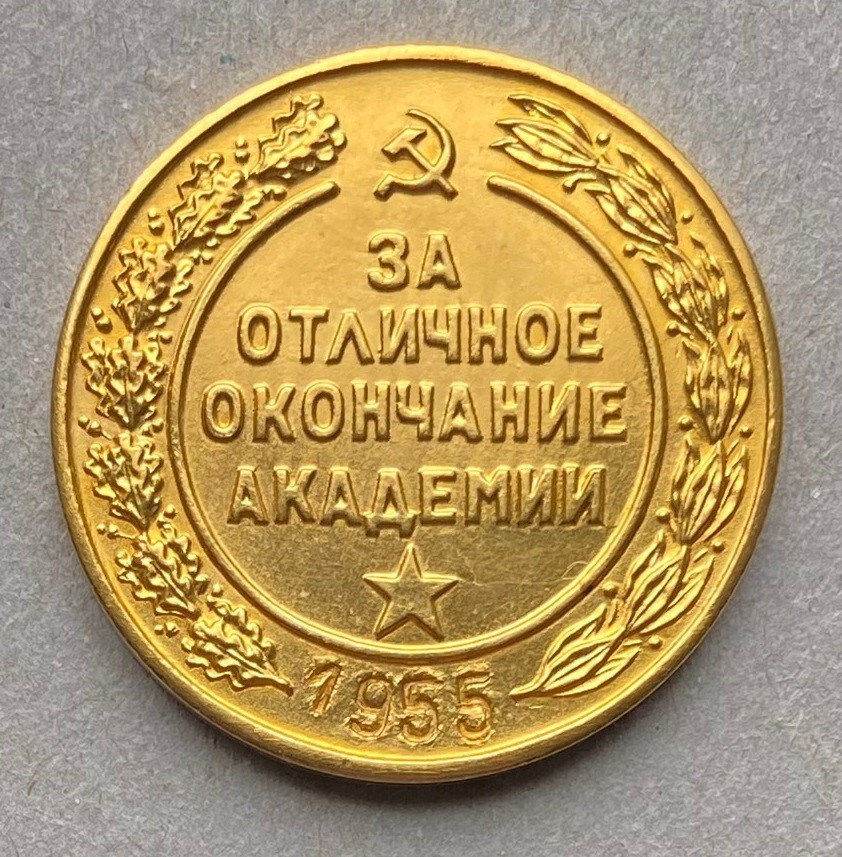 ЗА
ОТЛИЧНОЕ
ОКОНЧАНИЕ
АКАДЕМИИ
1955